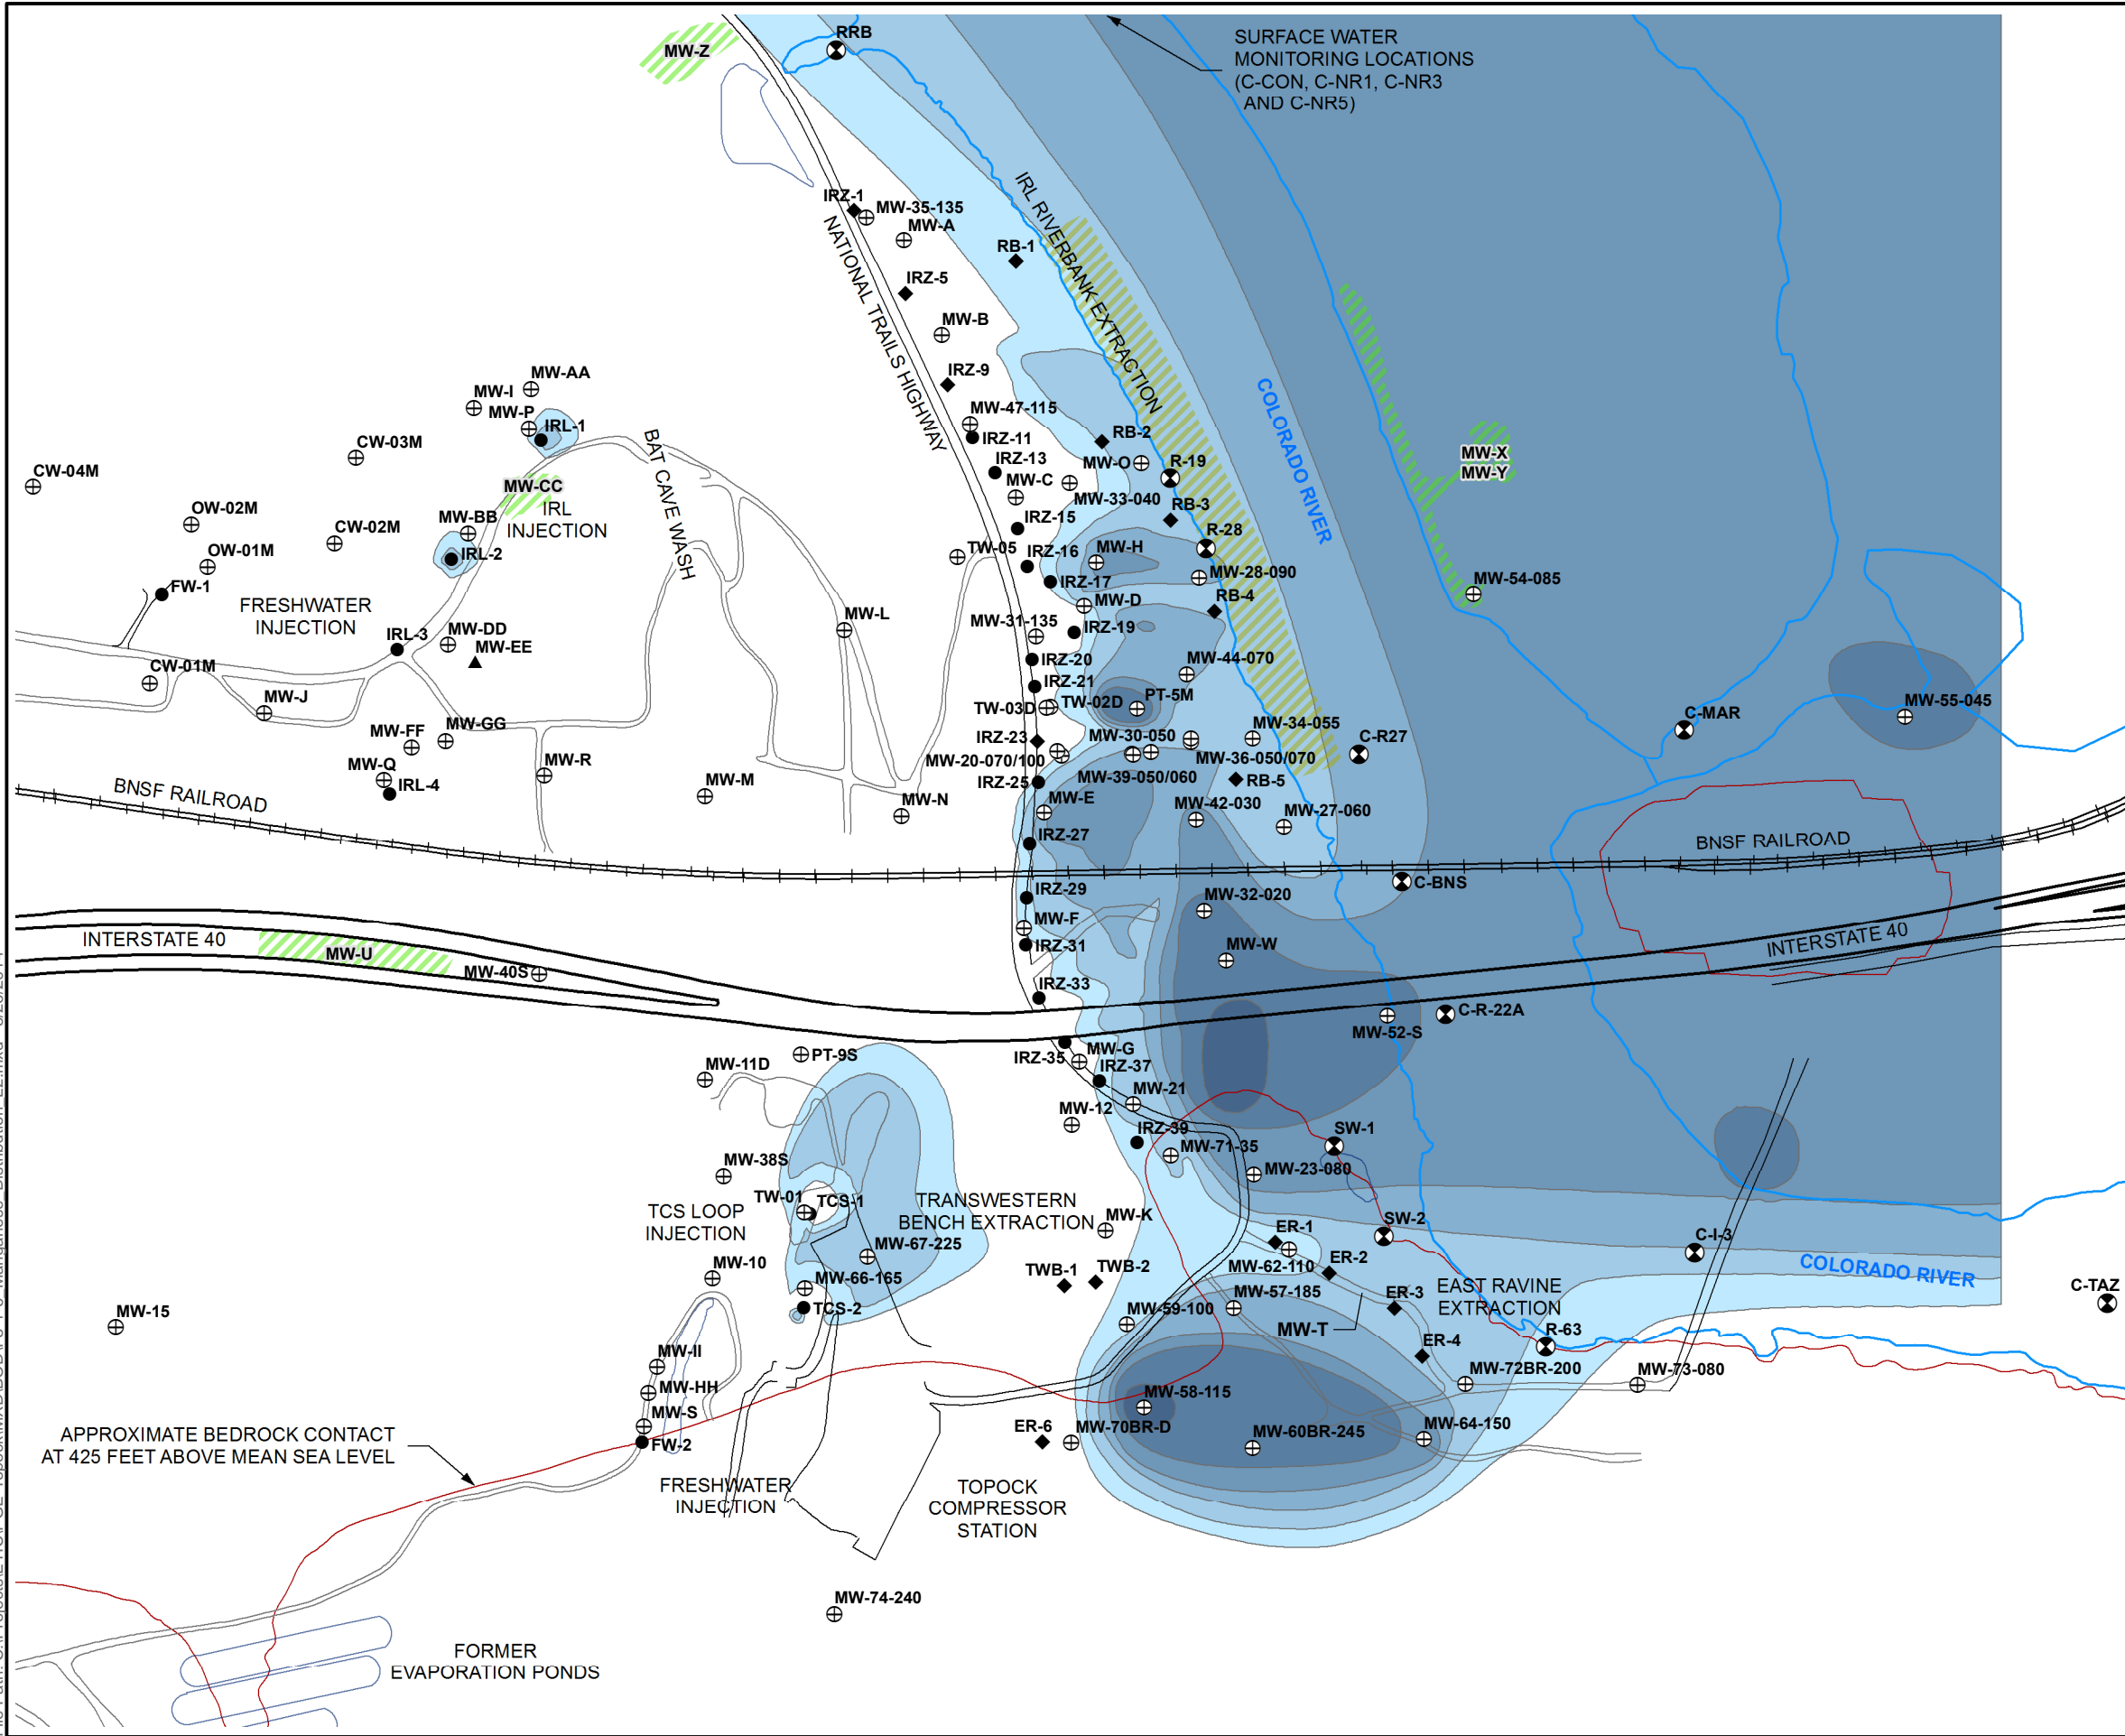 RRB
MW-Z
SURFACE WATER
MONITORING LOCATIONS
(C-CON, C-NR1, C-NR3
AND C-NR5)
IRZ-1
MW-35-135
MW-A
RB-1
IRL RIVERBANK EXTRACTION
NATIONAL TRAILS HIGHWAY
IRZ-5
MW-B
IRZ-9
MW-AA
MW-I
MW-P
IRL-1
MW-47-115
IRZ-11
RB-2
COLORADO RIVER
CW-03M
CW-04M
BAT CAVE WASH
IRZ-13
MW-O
R-19
MW-X
MW-Y
MW-CC
MW-C
MW-33-040
IRL
INJECTION
OW-02M
CW-02M
MW-BB
IRZ-15
RB-3
R-28
OW-01M
IRL-2
TW-05
IRZ-16
MW-H
FW-1
IRZ-17
MW-28-090
MW-54-085
FRESHWATER
INJECTION
MW-D
RB-4
MW-L
MW-31-135
IRZ-19
IRL-3
MW-DD
MW-EE
CW-01M
IRZ-20
MW-44-070
IRZ-21
MW-J
TW-03D
TW-02D
PT-5M
MW-55-045
C-MAR
MW-FF
MW-GG
IRZ-23
MW-30-050
MW-34-055
C-R27
MW-20-070/100
MW-36-050/070
MW-Q
IRL-4
MW-R
MW-M
IRZ-25
MW-39-050/060
RB-5
BNSF RAILROAD
MW-N
MW-E
MW-42-030
MW-27-060
IRZ-27
BNSF RAILROAD
C-BNS
IRZ-29
MW-32-020
MW-F
INTERSTATE 40
MW-U
MW-40S
IRZ-31
MW-W
INTERSTATE 40
IRZ-33
C-R-22A
MW-52-S
PT-9S
MW-11D
IRZ-35
MW-G
IRZ-37
MW-21
MW-12
IRZ-39
SW-1
MW-71-35
MW-38S
MW-23-080
TW-01
TCS-1
TCS LOOP
INJECTION
TRANSWESTERN
BENCH EXTRACTION
MW-K
SW-2
ER-1
C-I-3
MW-67-225
MW-10
MW-66-165
TWB-1
TWB-2
MW-62-110
ER-2
COLORADO RIVER
C-TAZ
EAST RAVINE
EXTRACTION
MW-57-185
ER-3
MW-15
TCS-2
MW-59-100
MW-T
R-63
ER-4
MW-II
MW-72BR-200
MW-73-080
MW-HH
MW-58-115
MW-S
FW-2
ER-6
MW-70BR-D
MW-60BR-245
MW-64-150
APPROXIMATE BEDROCK CONTACT
AT 425 FEET ABOVE MEAN SEA LEVEL
FRESHWATER
INJECTION
TOPOCK
COMPRESSOR
STATION
MW-74-240
FORMER
EVAPORATION PONDS